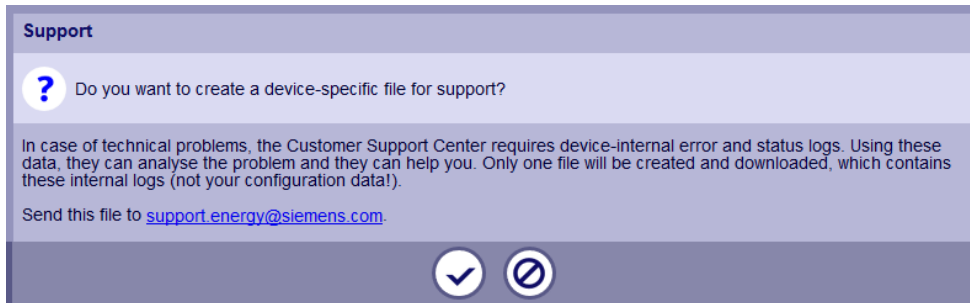 Support
Do you want to create a device-specific file for support?
In case of technical problems, the Customer Support Center requires device-internal error and status logs. Using these
data, they can analyse the problem and they can help you. Only one file will be created and downloaded, which contains
these internal logs (not your configuration data!).
Send this file to support.energy@siemens.com.